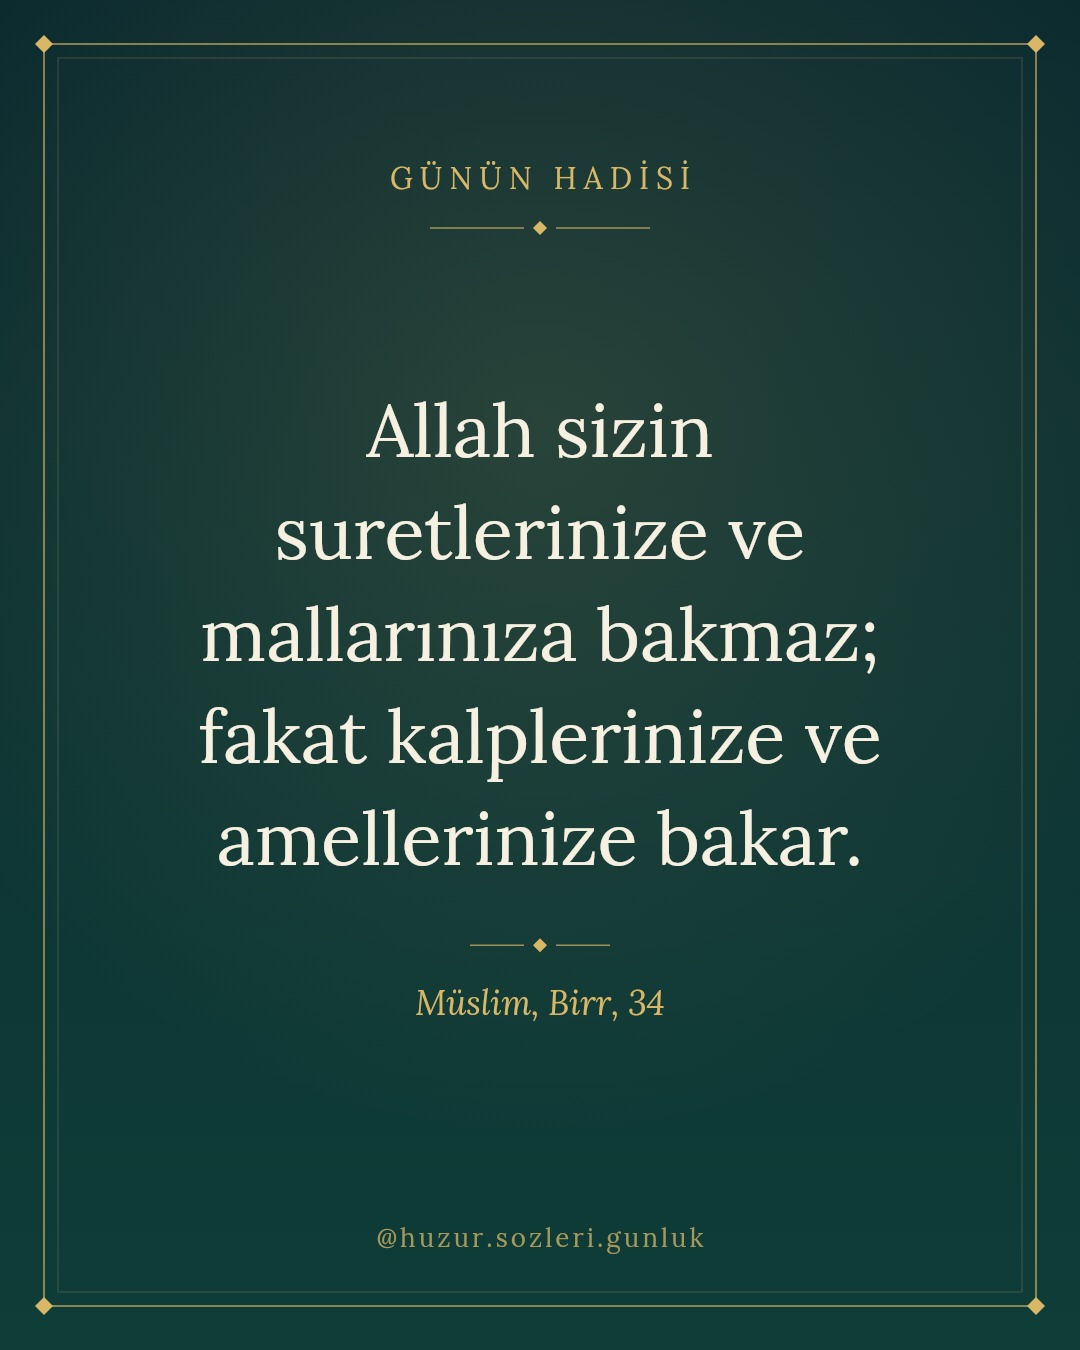 GÜNÜN HADİSİ
Allah sizin
suretlerinize ve
mallarınıza bakmaz;
fakat kalplerinize ve
amellerinize bakar.
Müslim, Birr, 34
@huzur.sozleri.gunluk